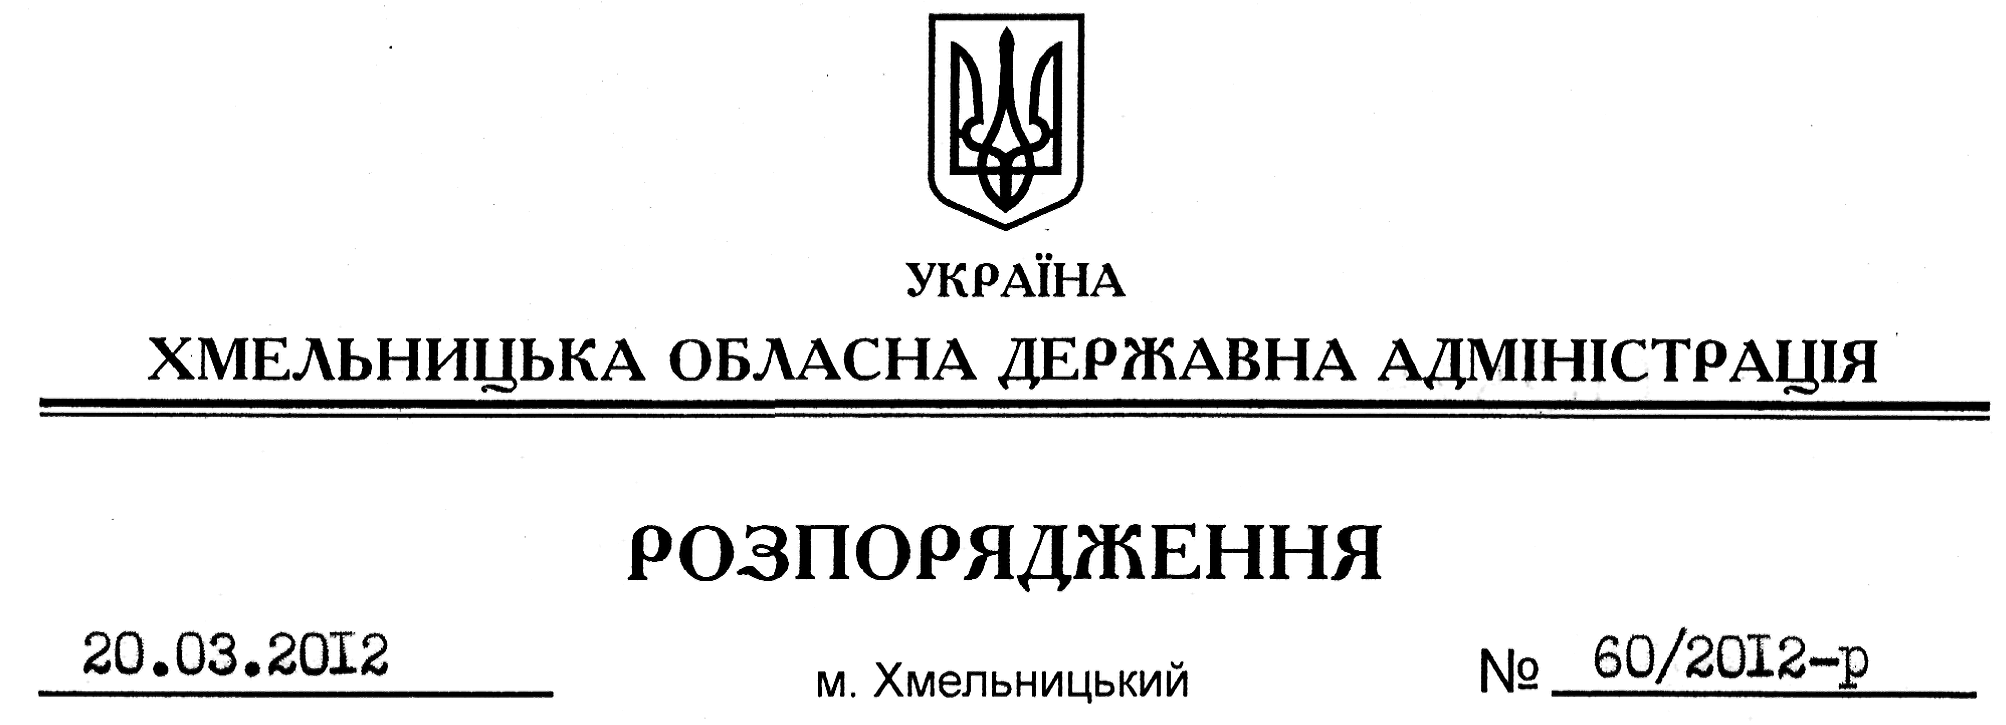 УКРАЇНА
ХМЕЛЬНИЦЬКА ОБЛАСНА ДЕРЖАВНА АДМІНІСТРАЦІЯ
РОЗПОРЯДЖЕННЯ
20.03.2012 м. Хмельницький № 60/2012-р